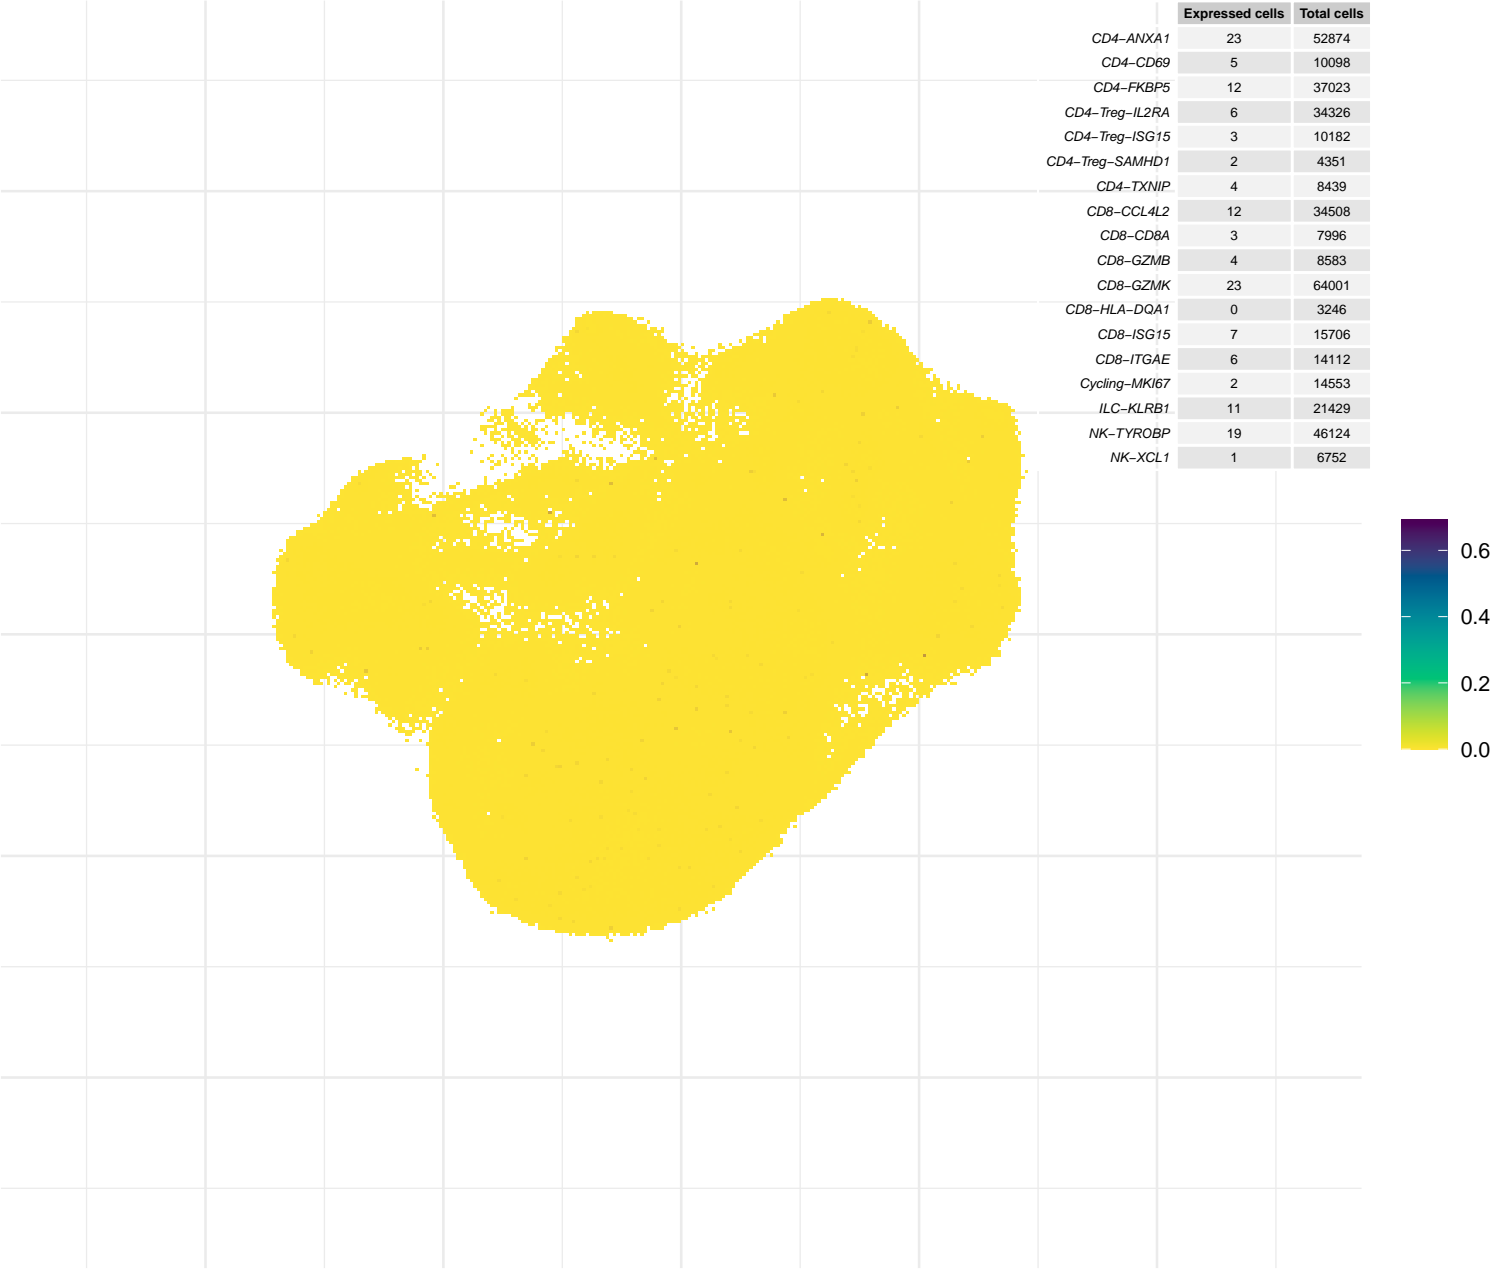 Expressed cells Total cells
CD4−ANXA1 23 52874
CD4−CD69 5 10098
CD4−FKBP5 12 37023
CD4−Treg−IL2RA 6 34326
CD4−Treg−ISG15 3 10182
CD4−Treg−SAMHD1 2 4351
CD4−TXNIP 4 8439
CD8−CCL4L2 12 34508
CD8−CD8A 3 7996
CD8−GZMB 4 8583
CD8−GZMK 23 64001
CD8−HLA−DQA1 0 3246
CD8−ISG15 7 15706
CD8−ITGAE 6 14112
Cycling−MKI67 2 14553
ILC−KLRB1 11 21429
NK−TYROBP 19 46124
NK−XCL1 1 6752
0.6
0.4
0.2
0.0